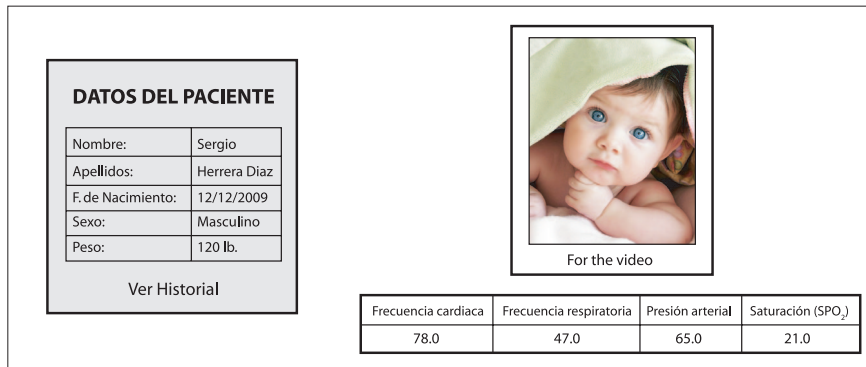 DATOS DEL PACIENTE
Nombre: Sergio
Apellidos: Herrera Diaz
F. de Nacimiento: 12/12/2009
Sexo: Masculino
Peso: 120 lb.
Ver Historial
For the video
Frecuencia cardiaca Frecuencia respiratoria Presión arterial Saturación (SPO₂)
78.0 47.0 65.0 21.0